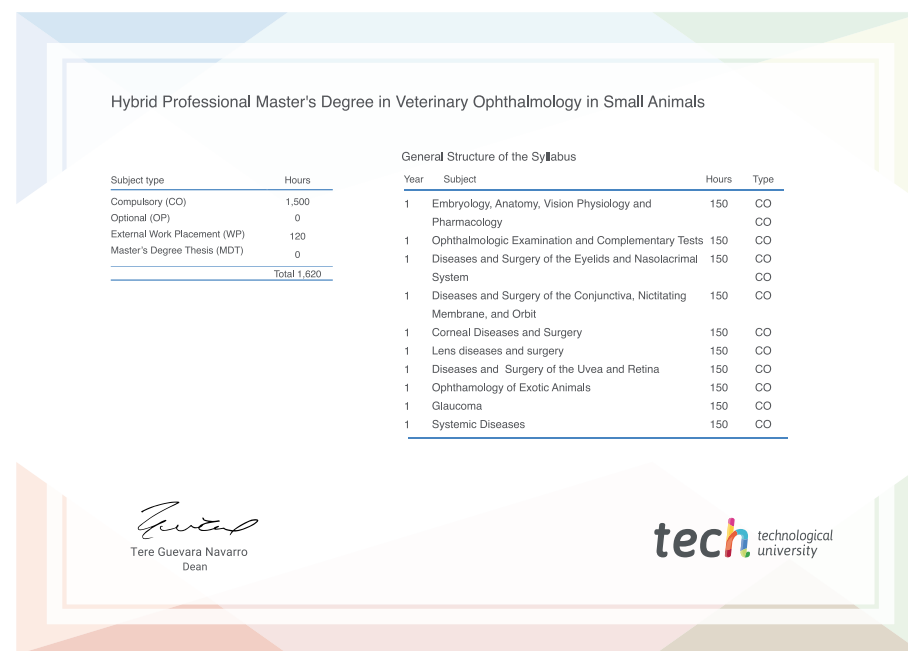 Hybrid Professional Master's Degree in Veterinary Ophthalmology in Small Animals
Subject type Hours
Compulsory (CO) 1,500
Optional (OP) 0
External Work Placement (WP) 120
Master's Degree Thesis (MDT) 0
Total 1,620
General Structure of the Syllabus
Year Subject Hours Type
1 Embryology, Anatomy, Vision Physiology and 150 CO
Pharmacology CO
1 Ophthalmologic Examination and Complementary Tests 150 CO
1 Diseases and Surgery of the Eyelids and Nasolacrimal 150 CO
System CO
1 Diseases and Surgery of the Conjunctiva, Nictitating 150 CO
Membrane, and Orbit
1 Corneal Diseases and Surgery 150 CO
1 Lens diseases and surgery 150 CO
1 Diseases and Surgery of the Uvea and Retina 150 CO
1 Ophthamology of Exotic Animals 150 CO
1 Glaucoma 150 CO
1 Systemic Diseases 150 CO
Tere Guevara Navarro
Dean
tech technological
university